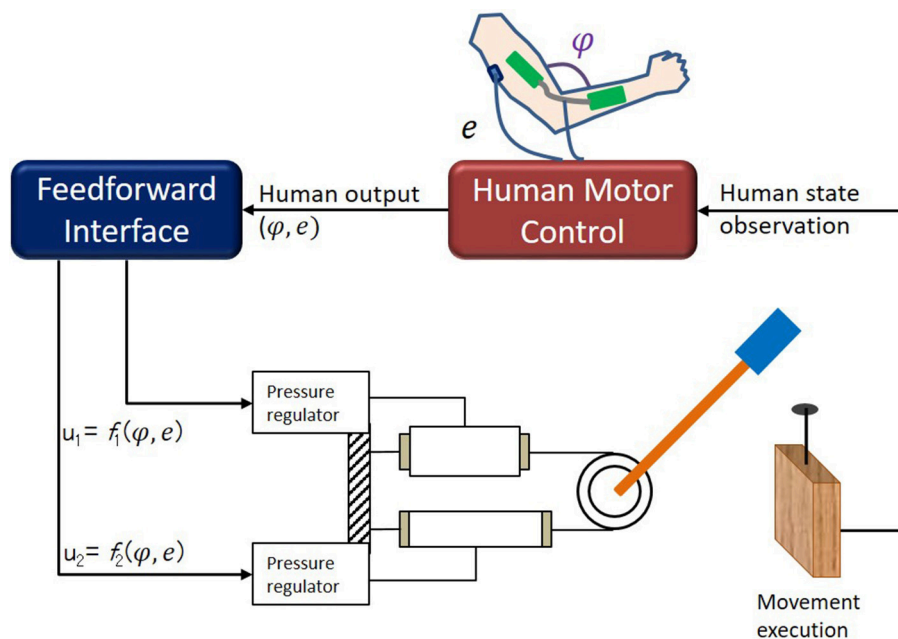 φ
e
Feedforward
Interface
Human output
(φ, e)
Human Motor
Control
Human state
observation
Pressure
regulator
u₁= f₁(φ, e)
u₂= f₂(φ, e)
Pressure
regulator
Movement
execution